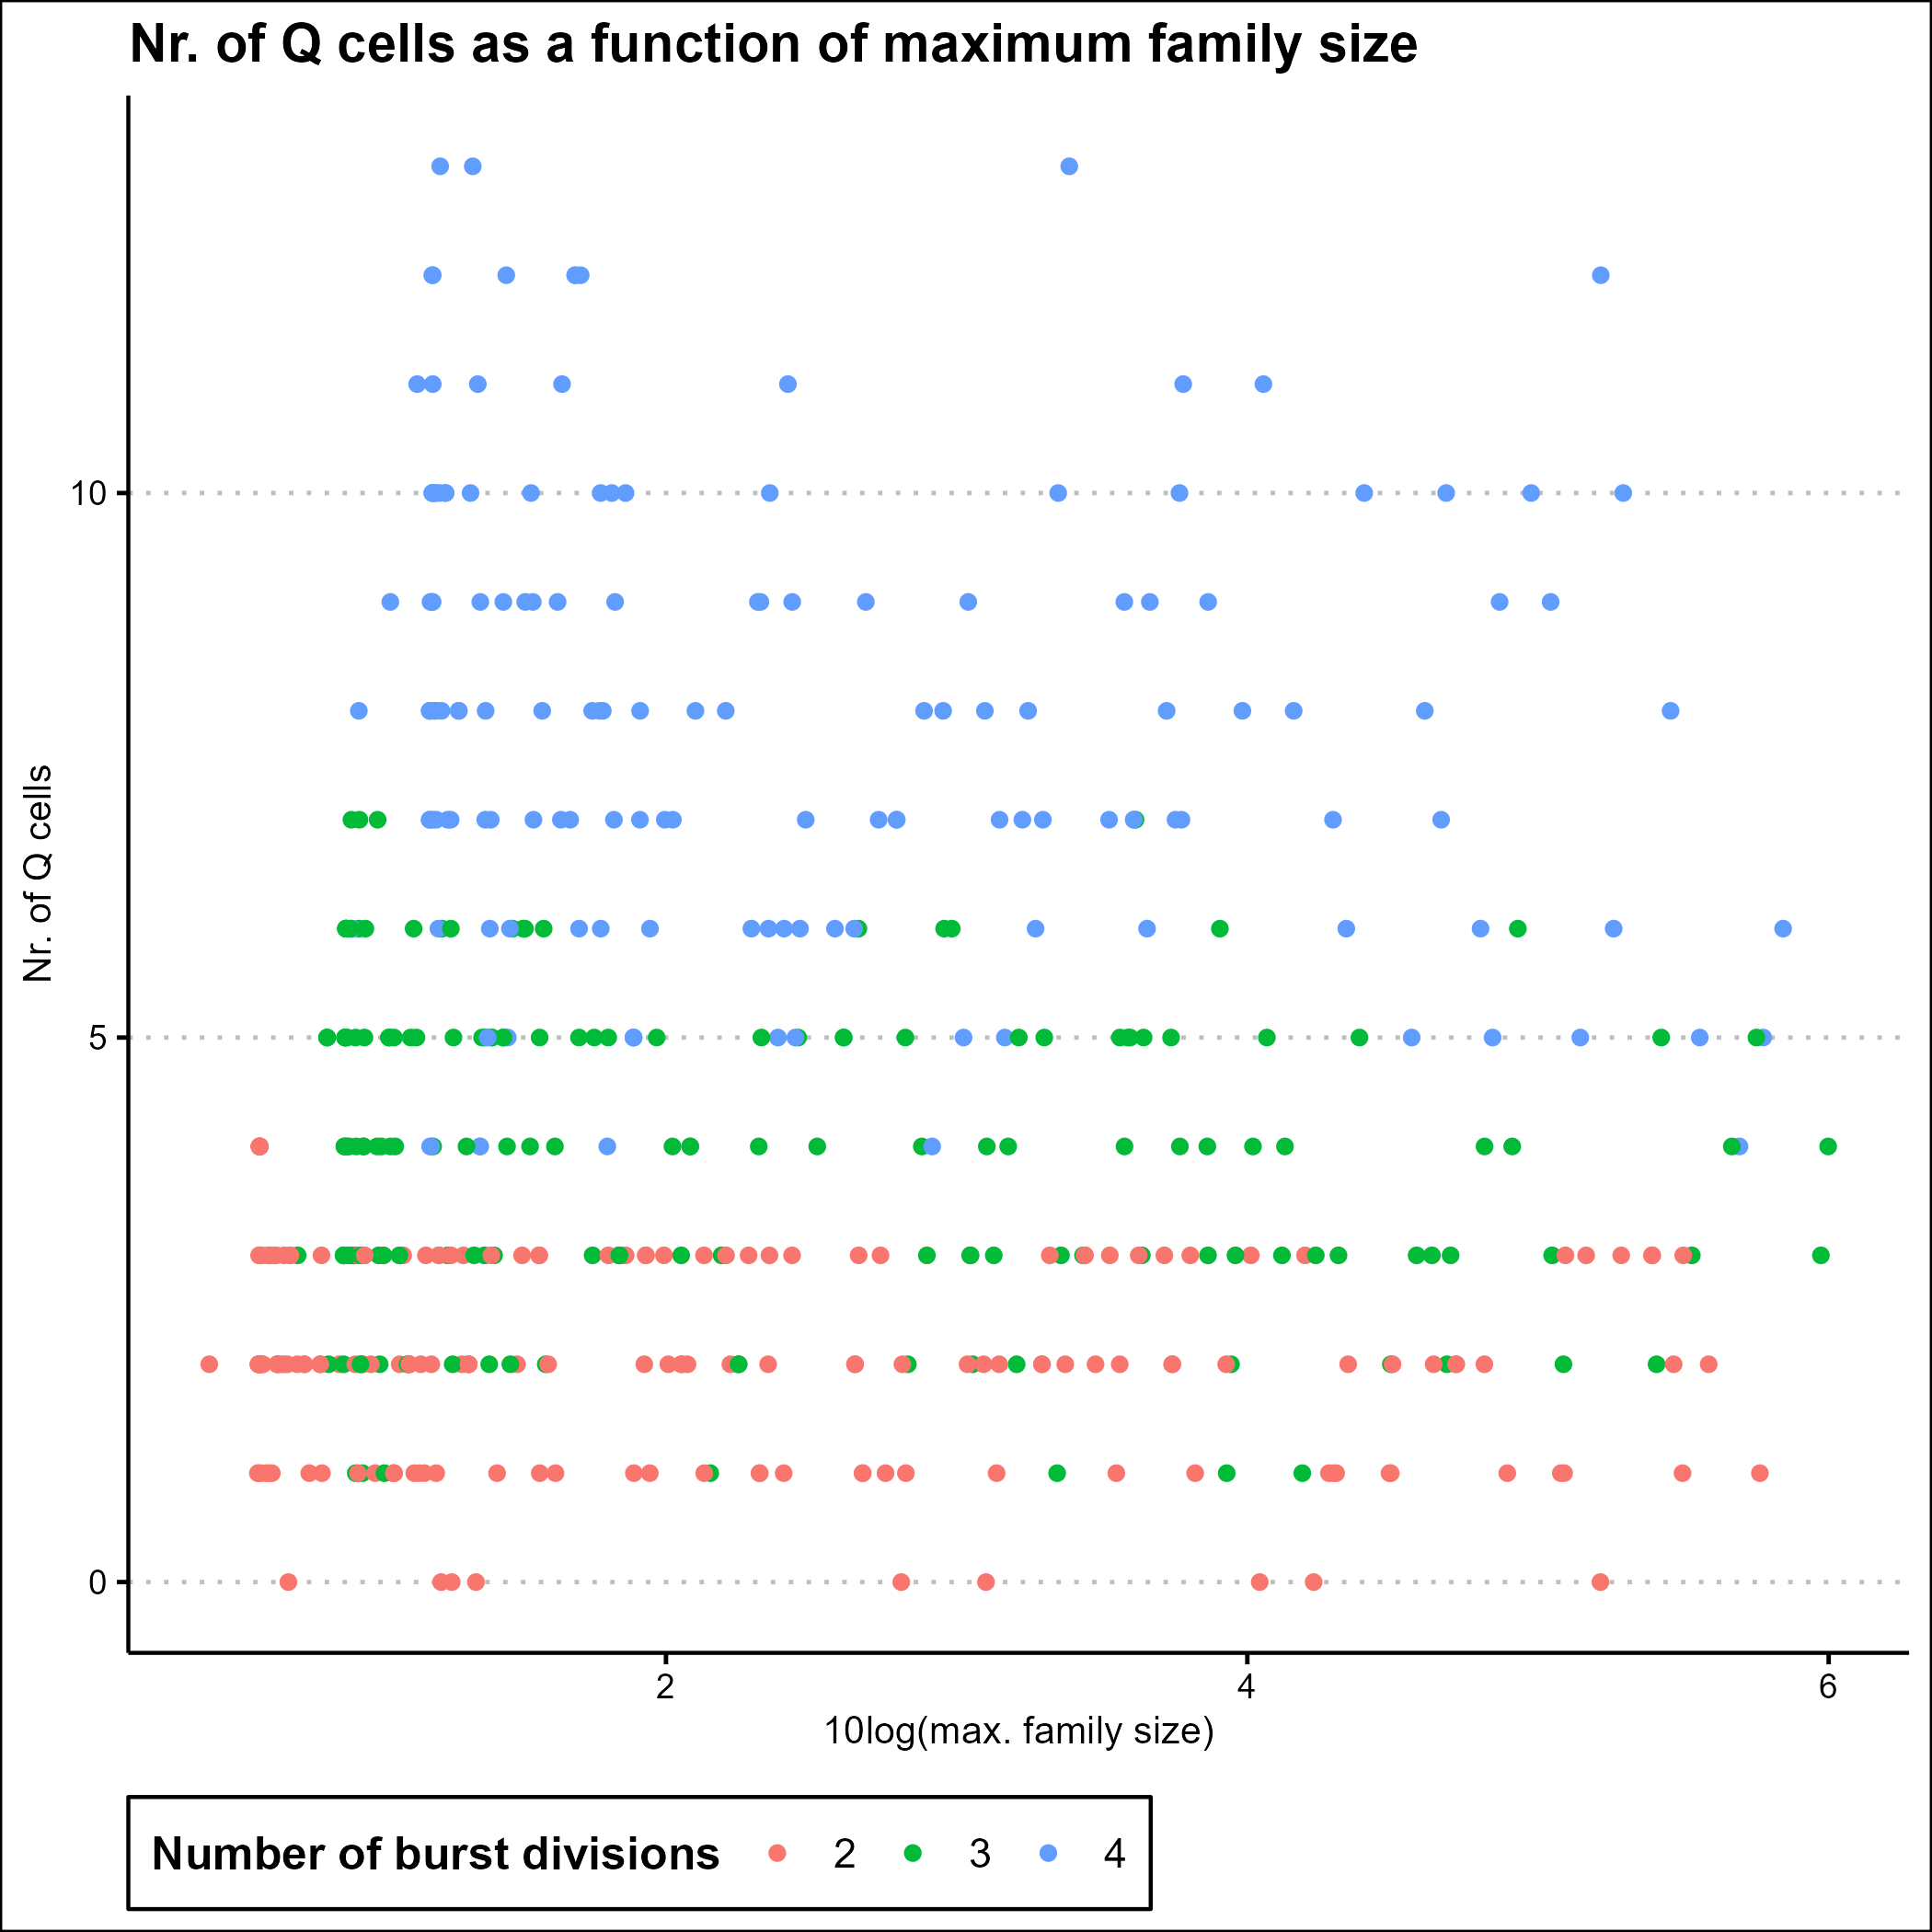 Nr. of Q cells as a function of maximum family size
10
5
0
Nr. of Q cells
2 4 6
10log(max. family size)
Number of burst divisions 2 3 4